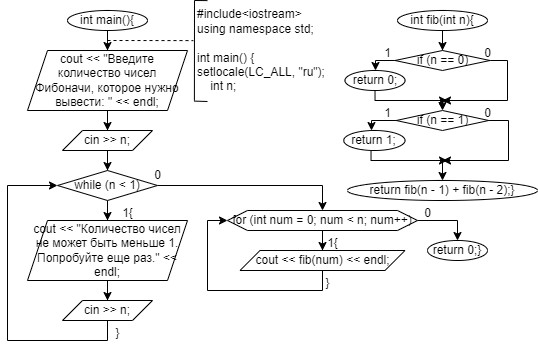 int main(){
cout << "Введите
количество чисел
Фибоначи, которое нужно
вывести: " << endl;
cin >> n;
while (n < 1)
0
1{
cout << "Количество чисел
не может быть меньше 1.
Попробуйте еще раз." <<
endl;
cin >> n;
}
#include<iostream>
using namespace std;
int main() {
setlocale(LC_ALL, "ru");
int n;
for (int num = 0; num < n; num++)
0
1{
cout << fib(num) << endl;
}
return 0;}
int fib(int n){
1
if (n == 0)
0
return 0;
1
if (n == 1)
0
return 1;
return fib(n - 1) + fib(n - 2);}